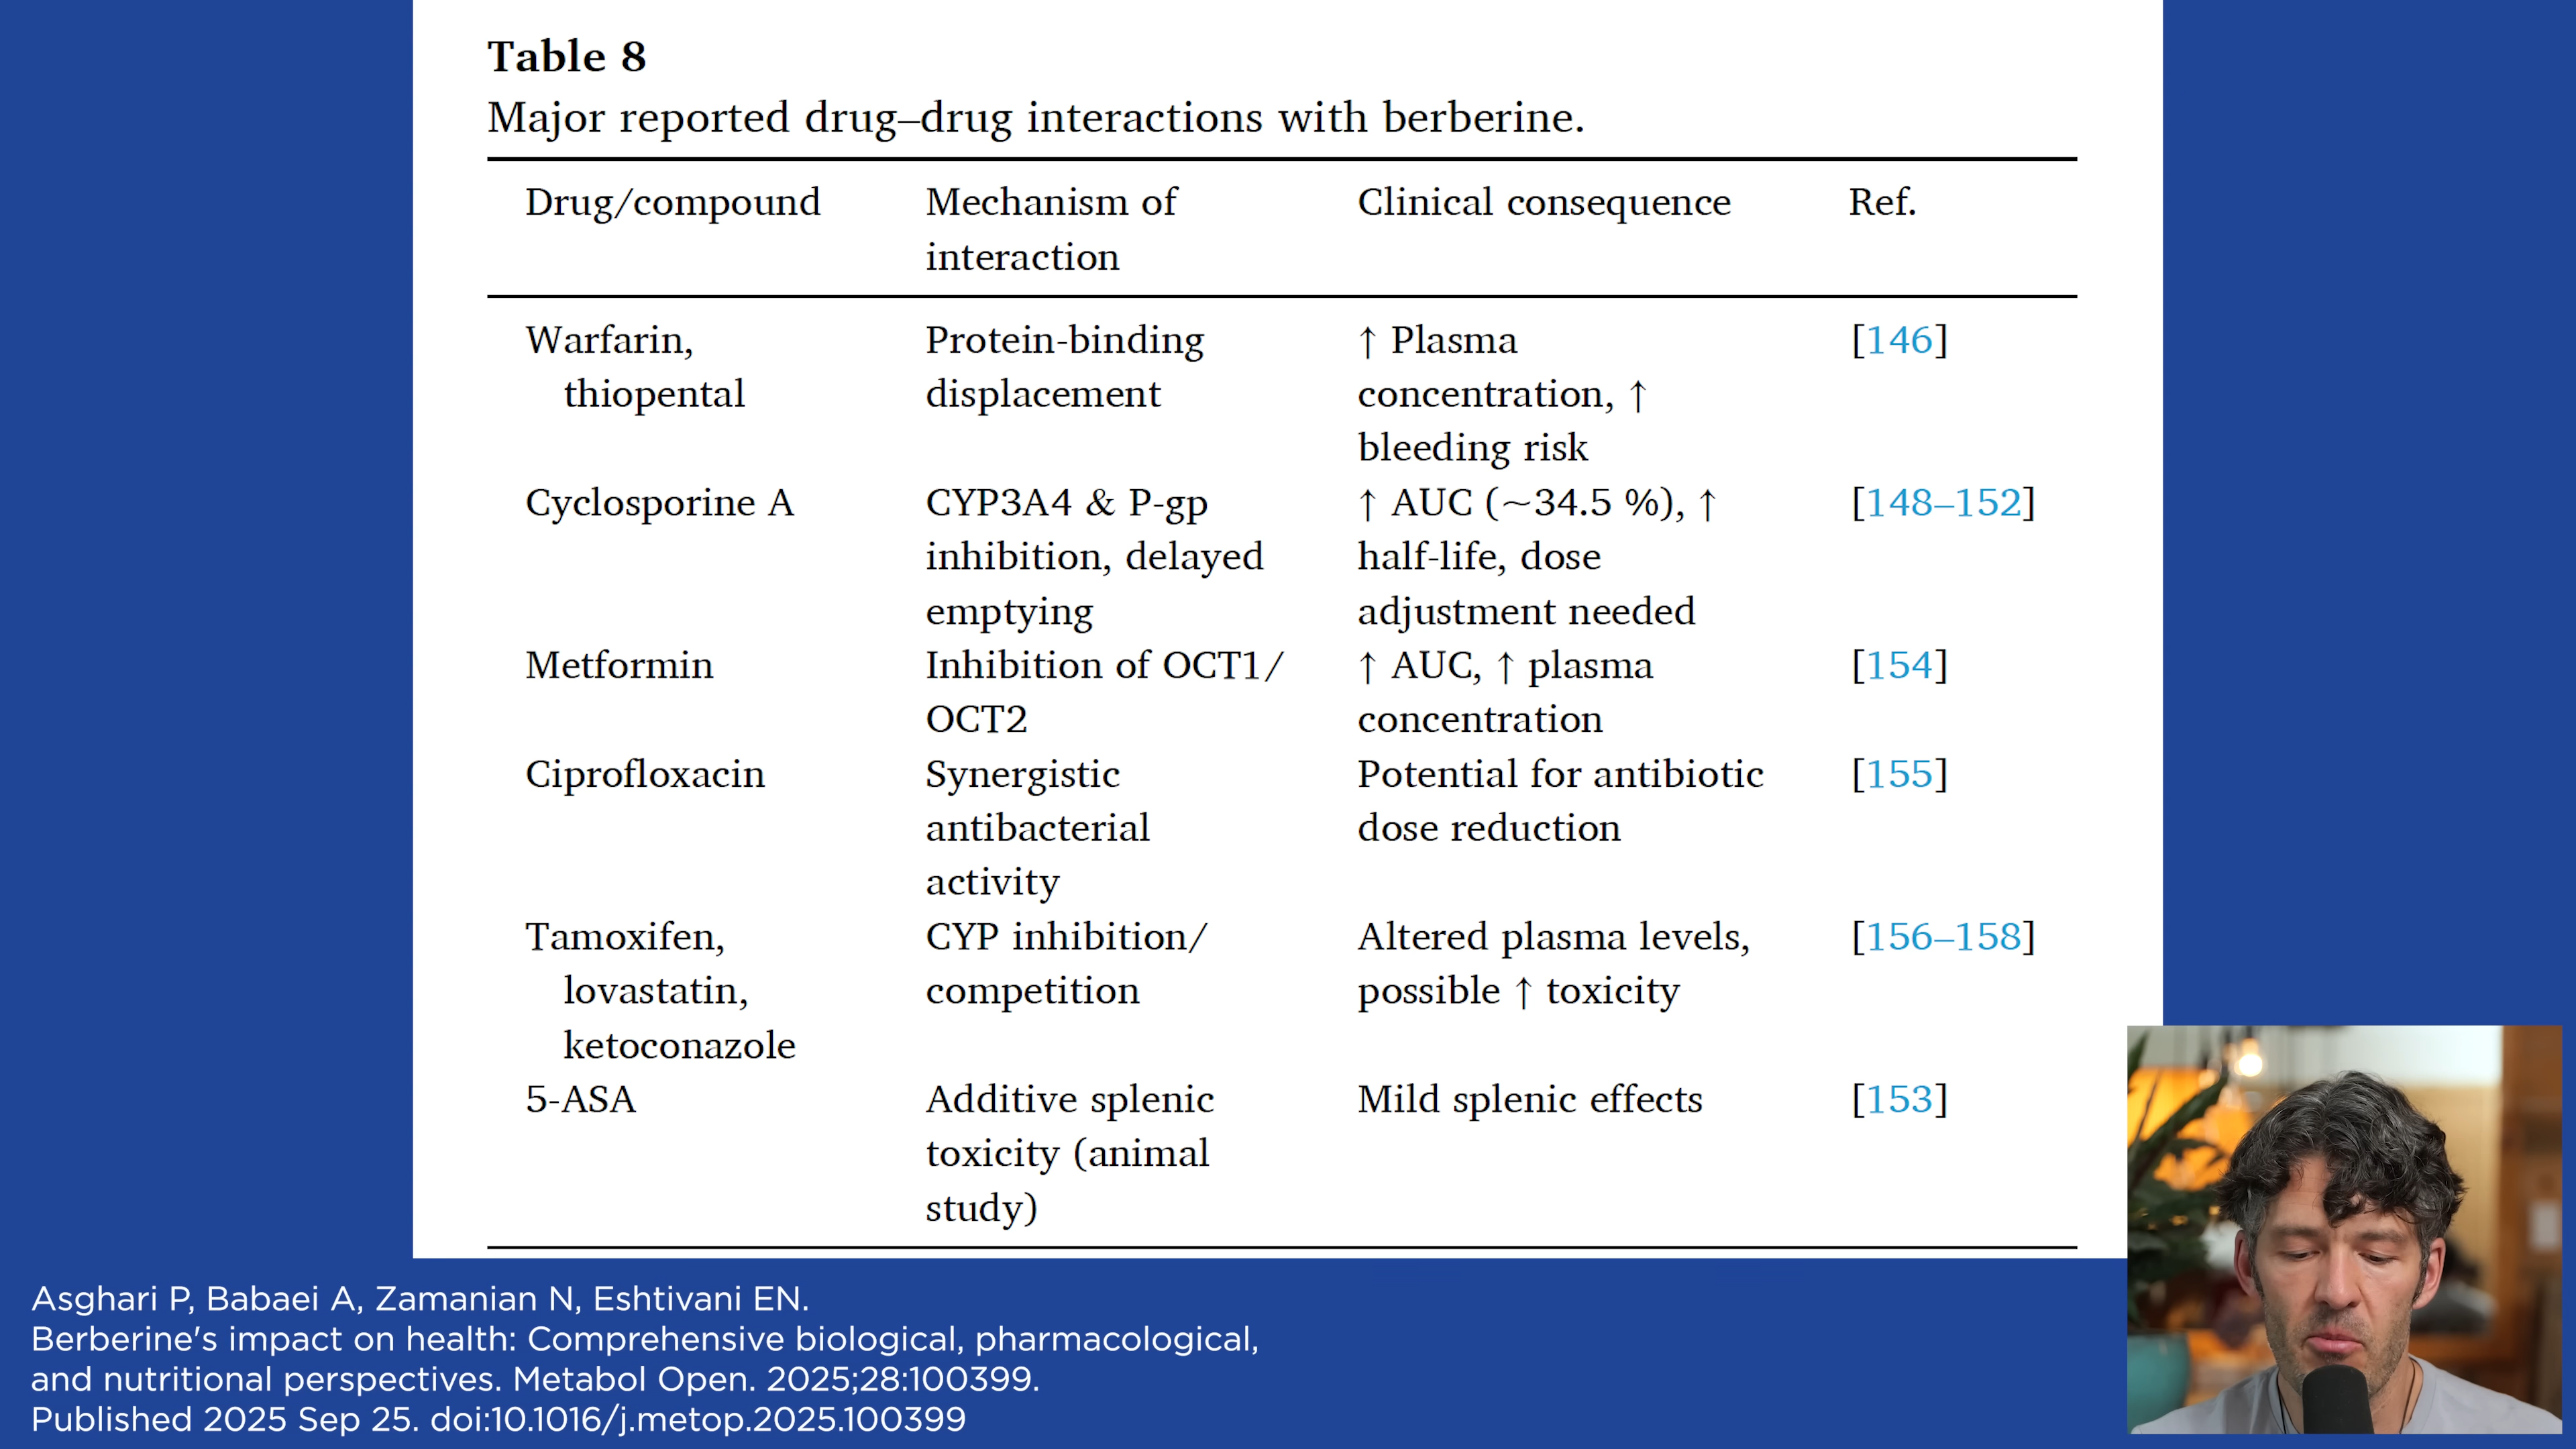 Table 8
Major reported drug–drug interactions with berberine.
Drug/compound
Mechanism of
interaction
Clinical consequence
Ref.
Warfarin,
thiopental
Protein-binding
displacement
↑ Plasma
concentration, ↑
bleeding risk
[146]
Cyclosporine A
CYP3A4 & P-gp
inhibition, delayed
emptying
↑ AUC (~34.5 %), ↑
half-life, dose
adjustment needed
[148–152]
Metformin
Inhibition of OCT1/
OCT2
↑ AUC, ↑ plasma
concentration
[154]
Ciprofloxacin
Synergistic
antibacterial
activity
Potential for antibiotic
dose reduction
[155]
Tamoxifen,
lovastatin,
ketoconazole
CYP inhibition/
competition
Altered plasma levels,
possible ↑ toxicity
[156–158]
5-ASA
Additive splenic
toxicity (animal
study)
Mild splenic effects
[153]
Asghari P, Babaei A, Zamanian N, Eshtivani EN.
Berberine's impact on health: Comprehensive biological, pharmacological,
and nutritional perspectives. Metabol Open. 2025;28:100399.
Published 2025 Sep 25. doi:10.1016/j.metop.2025.100399